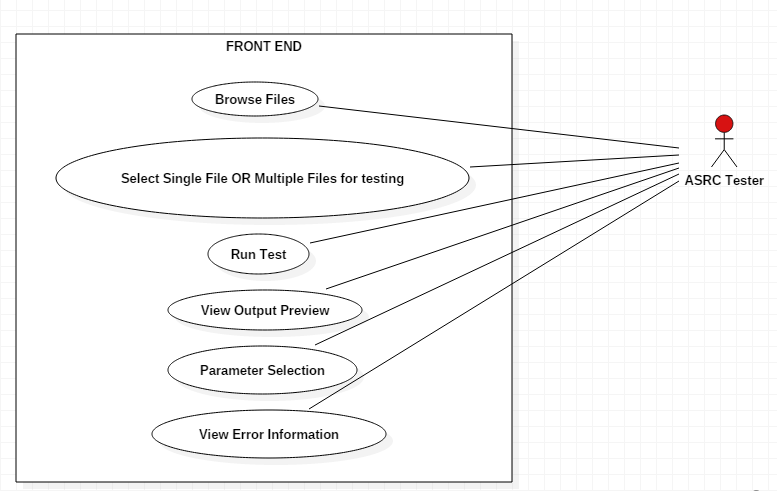 FRONT END
Browse Files
Select Single File OR Multiple Files for testing
ASRC Tester
Run Test
View Output Preview
Parameter Selection
View Error Information